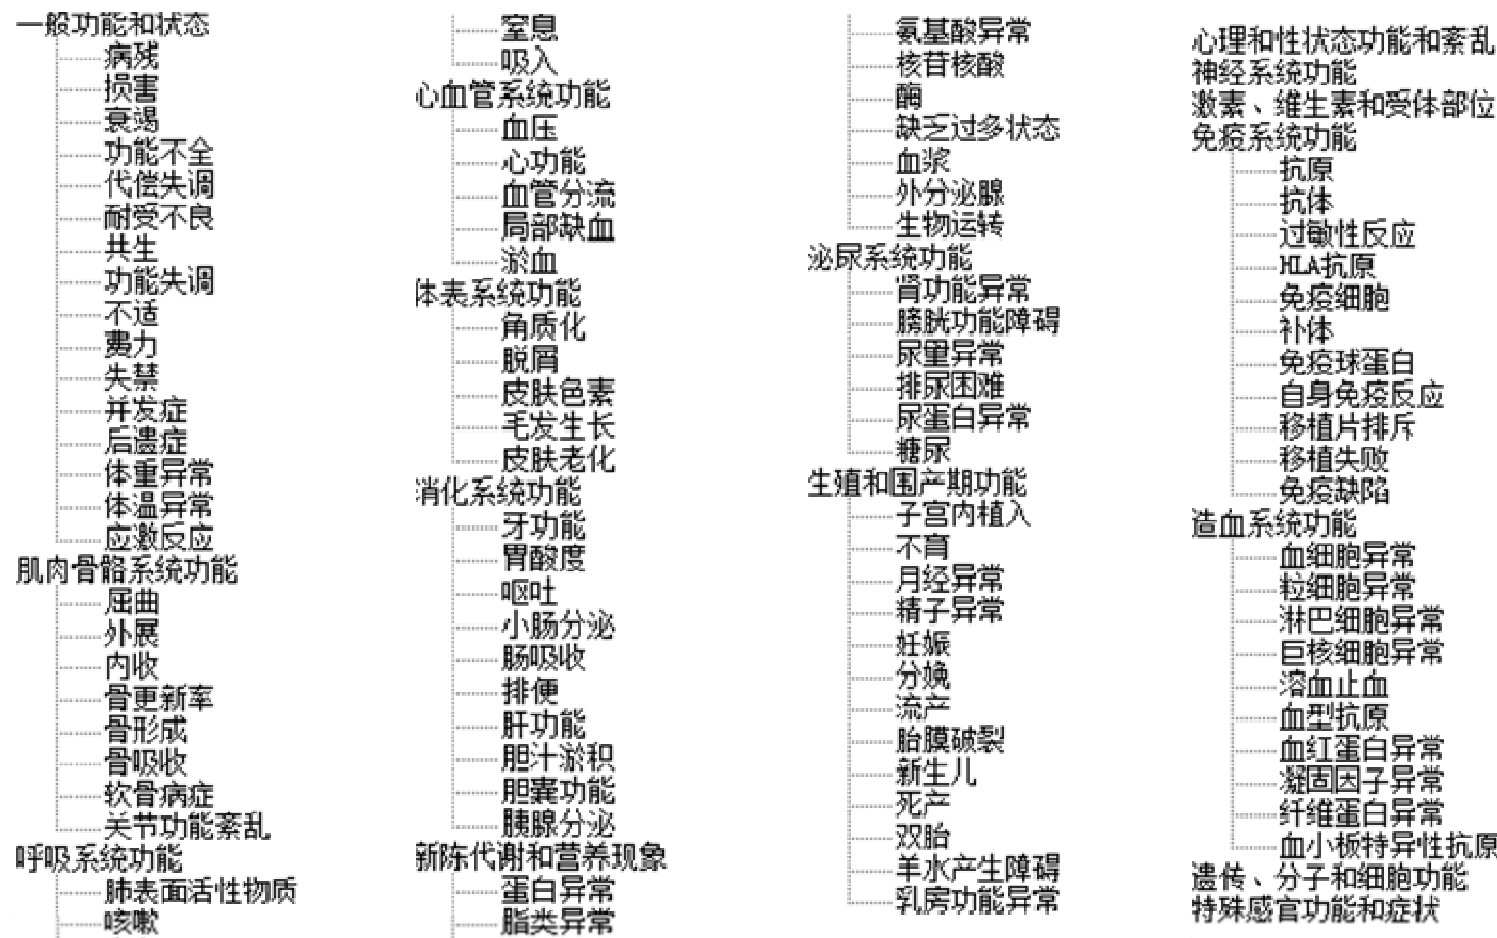 一般功能和状态
病残
损害
衰竭
功能不全
代偿失调
耐受不良
共生
功能失调
不适
费力
失禁
并发症
后遗症
体重异常
体温异常
应激反应
肌肉骨骼系统功能
屈曲
外展
内收
骨更新率
骨形成
骨吸收
软骨病症
关节功能紊乱
呼吸系统功能
肺表面活性物质
咳嗽
窒息
吸入
心血管系统功能
血压
心功能
血管分流
局部缺血
淤血
体表系统功能
角质化
脱屑
皮肤色素
毛发生长
皮肤老化
消化系统功能
牙功能
胃酸度
呕吐
小肠分泌
肠吸收
排便
肝功能
胆汁淤积
胆囊功能
胰腺分泌
新陈代谢和营养现象
蛋白异常
脂类异常
氨基酸异常
核苷核酸
酶
缺乏过多状态
血浆
外分泌腺
生物运转
泌尿系统功能
肾功能异常
膀胱功能障碍
尿量异常
排尿困难
尿蛋白异常
糖尿
生殖和围产期功能
子宫内植入
不育
月经异常
精子异常
妊娠
分娩
流产
胎膜破裂
新生儿
死产
双胎
羊水产生障碍
乳房功能异常
心理和性状态功能和紊乱
神经系统功能
激素、维生素和受体部位
免疫系统功能
抗原
抗体
过敏性反应
HLA抗原
免疫细胞
补体
免疫球蛋白
自身免疫反应
移植片排斥
移植失败
免疫缺陷
造血系统功能
血细胞异常
粒细胞异常
淋巴细胞异常
巨核细胞异常
溶血止血
血型抗原
血红蛋白异常
凝固因子异常
纤维蛋白异常
血小板特异性抗原
遗传、分子和细胞功能
特殊感官功能和症状